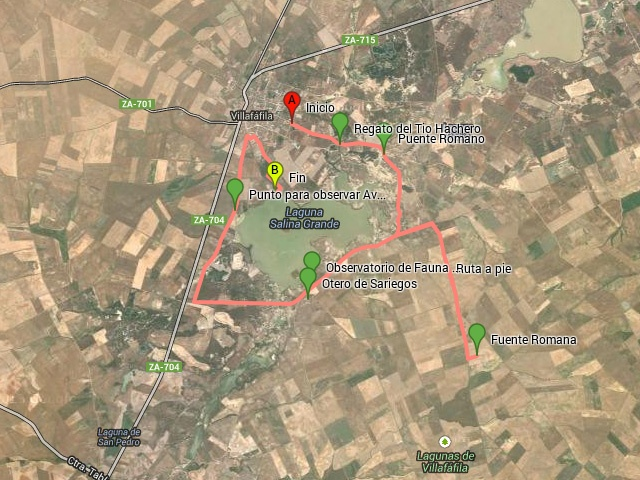 ZA-715
ZA-701
A
Inicio
Villafáfila
Regato del Tio Hachero
Puente Romano
B
Fin
Punto para observar Av...
ZA-704
Laguna
Salina Grande
Observatorio de Fauna ...
Ruta a pie
Otero de Sariegos
Fuente Romana
ZA-704
Laguna de
San Pedro
Lagunas de
Villafáfila
Ctra. Tabl